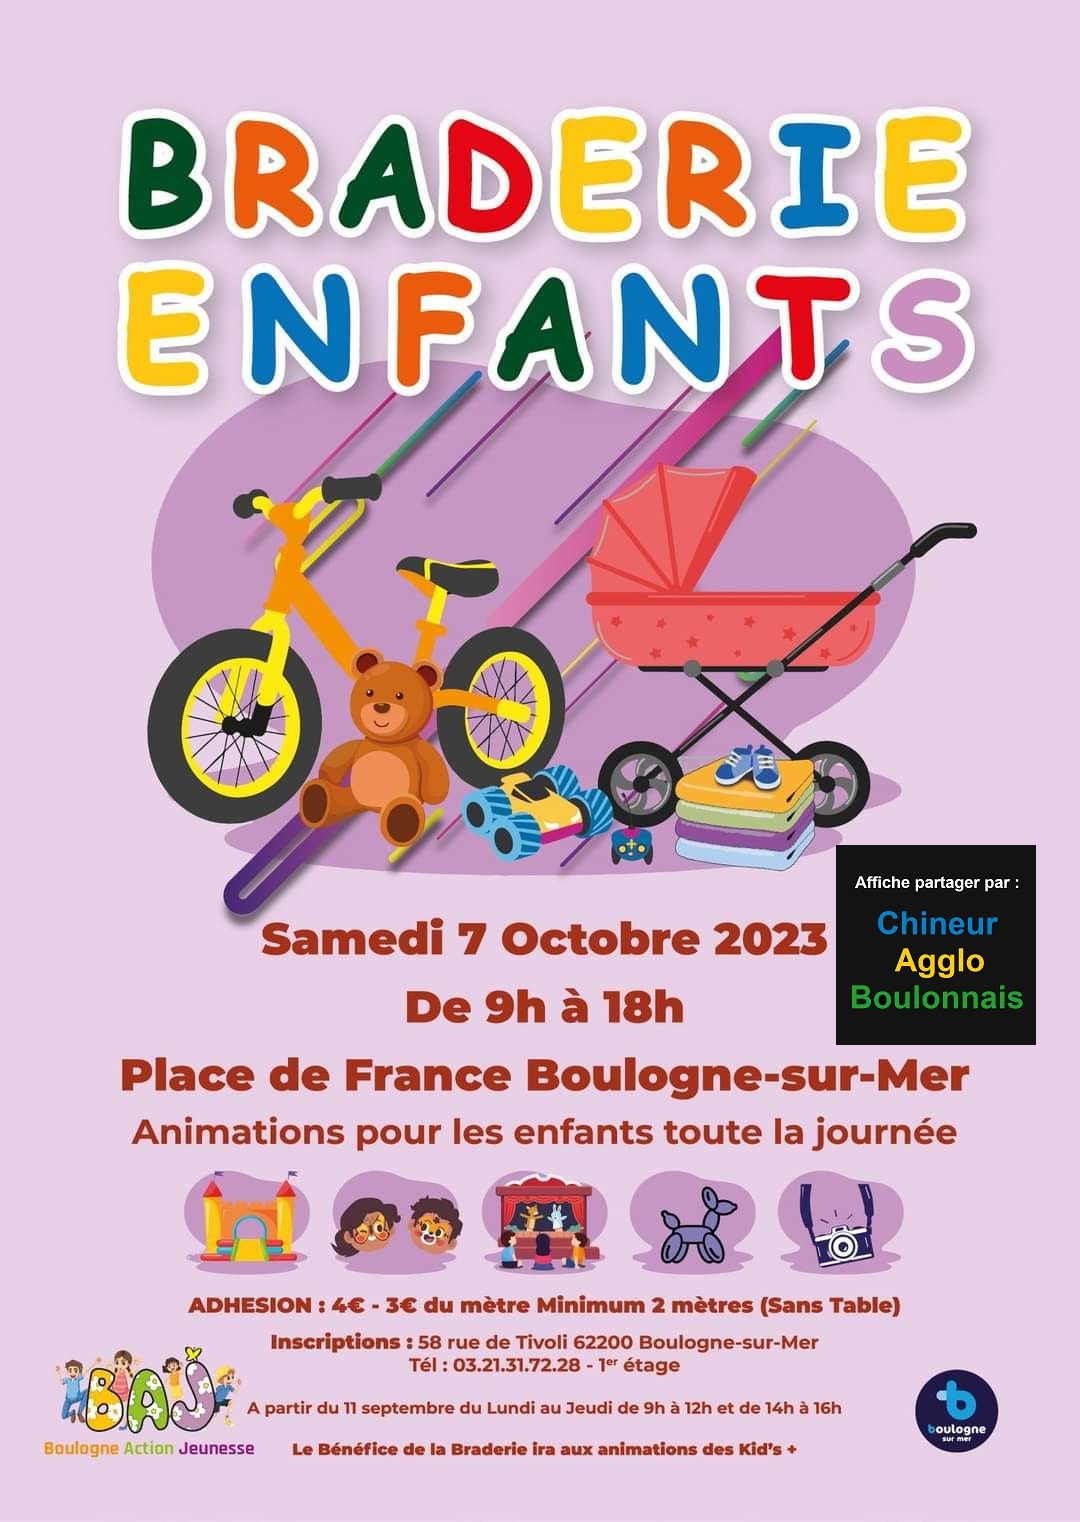 BRADERIE
ENFANTS
Affiche partager par :
Chineur
Agglo
Boulonnais
Samedi 7 Octobre 2023
De 9h à 18h
Place de France Boulogne-sur-Mer
Animations pour les enfants toute la journée
ADHESION : 4€ - 3€ du mètre Minimum 2 mètres (Sans Table)
Inscriptions : 58 rue de Tivoli 62200 Boulogne-sur-Mer
Tél : 03.21.31.72.28 - 1er étage
A partir du 11 septembre du Lundi au Jeudi de 9h à 12h et de 14h à 16h
Le Bénéfice de la Braderie ira aux animations des Kid's +
BAJ
Boulogne Action Jeunesse
b
boulogne
sur mer